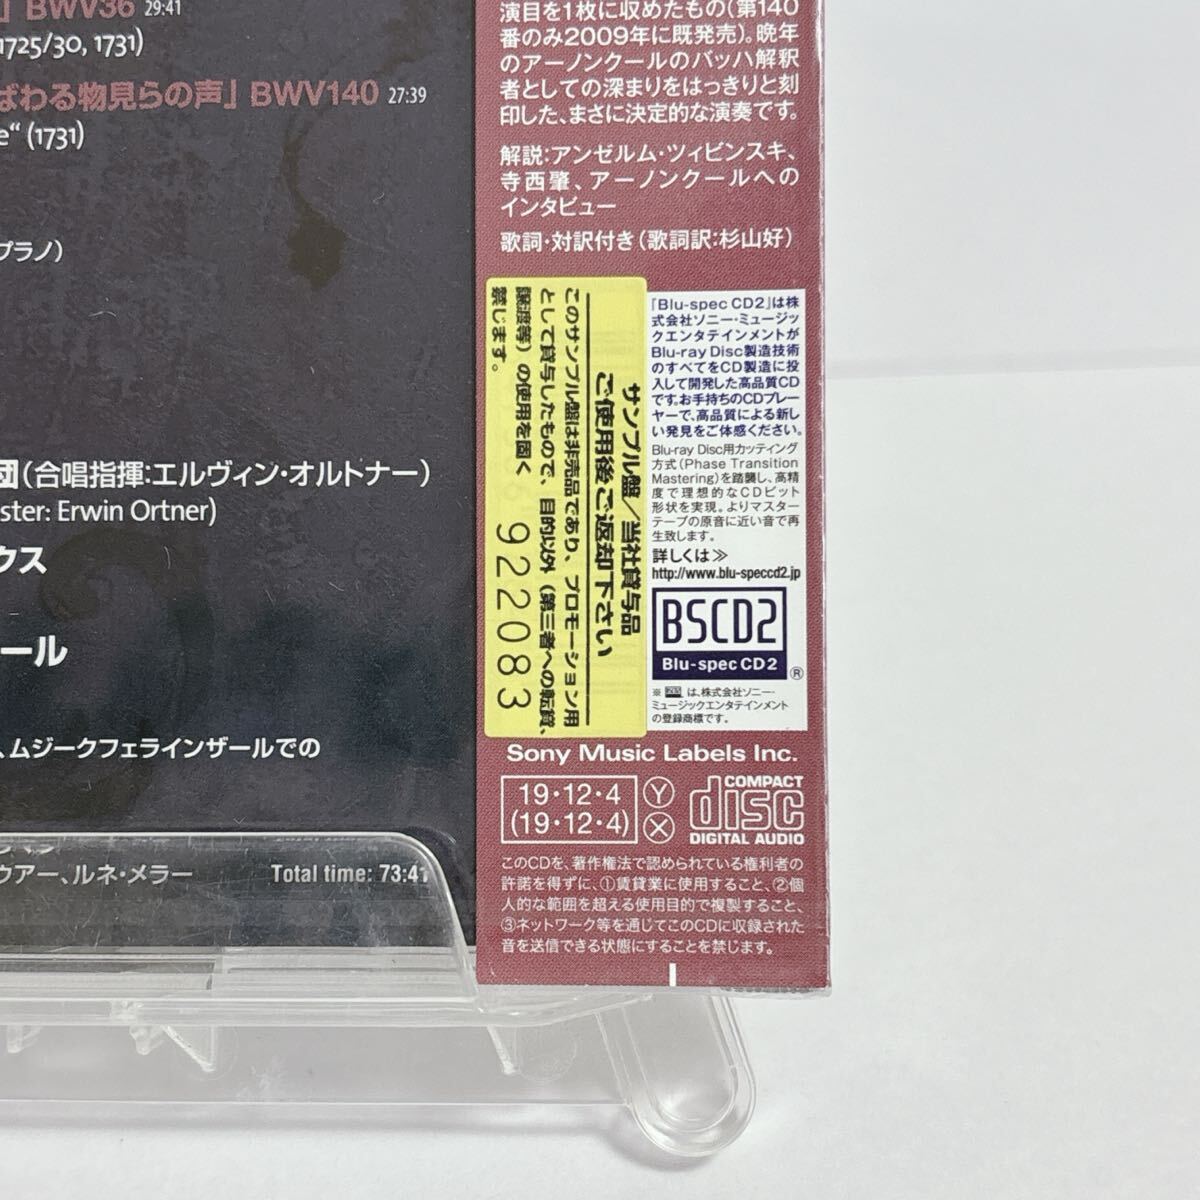 』 BWV36 29:41
1725/30, 1731)
ばわる物見らの声」 BWV140 27:39
e“ (1731)
プラノ)
団(合唱指揮:エルヴィン・オルトナー)
ster: Erwin Ortner)
クス
ール
、ムジークフェラインザールでの
ウアー、ルネ・メラー
Total time: 73:41
演目を1枚に収めたもの(第140
番のみ2009年に既発売)。晩年
のアーノンクールのバッハ解釈
者としての深まりをはっきりと刻
印した、まさに決定的な演奏です。
解説:アンゼルム・ツィビンスキ、
寺西肇、アーノンクールへの
インタビュー
歌詞・対訳付き(歌詞訳:杉山好)
サンプル盤/当社貸与品
ご使用後ご返却下さい
このサンプル盤は非売品であり、プロモーション用
として貸与したもので、目的以外(第三者への転貸、
譲渡等)の使用を固く
禁じます。
922083
「Blu-spec CD2」は株
式会社ソニー・ミュージッ
クエンタテインメントが
Blu-ray Disc製造技術
のすべてをCD製造に投
入して開発した高品質CD
です。お手持ちのCDプレー
ヤーで、高品質による新し
い発見をご体感ください。
Blu-ray Disc用カッティング
方式(Phase Transition
Mastering)を踏襲し、高精
度で理想的なCDビット
形状を実現。よりマスター
テープの原音に近い音で再
生致します。
詳しくは≫
http://www.blu-speccd2.jp
BSCD2
Blu-spec CD2
®
※ は、株式会社ソニー・
ミュージックエンタテインメント
の登録商標です。
Sony Music Labels Inc.
19・12・4 Ⓨ
(19・12・4) Ⓧ
COMPACT
disc
DIGITAL AUDIO
このCDを、著作権法で認められている権利者の
許諾を得ずに、①賃貸業に使用すること、②個
人的な範囲を超える使用目的で複製すること、
③ネットワーク等を通じてこのCDに収録された
音を送信できる状態にすることを禁じます。